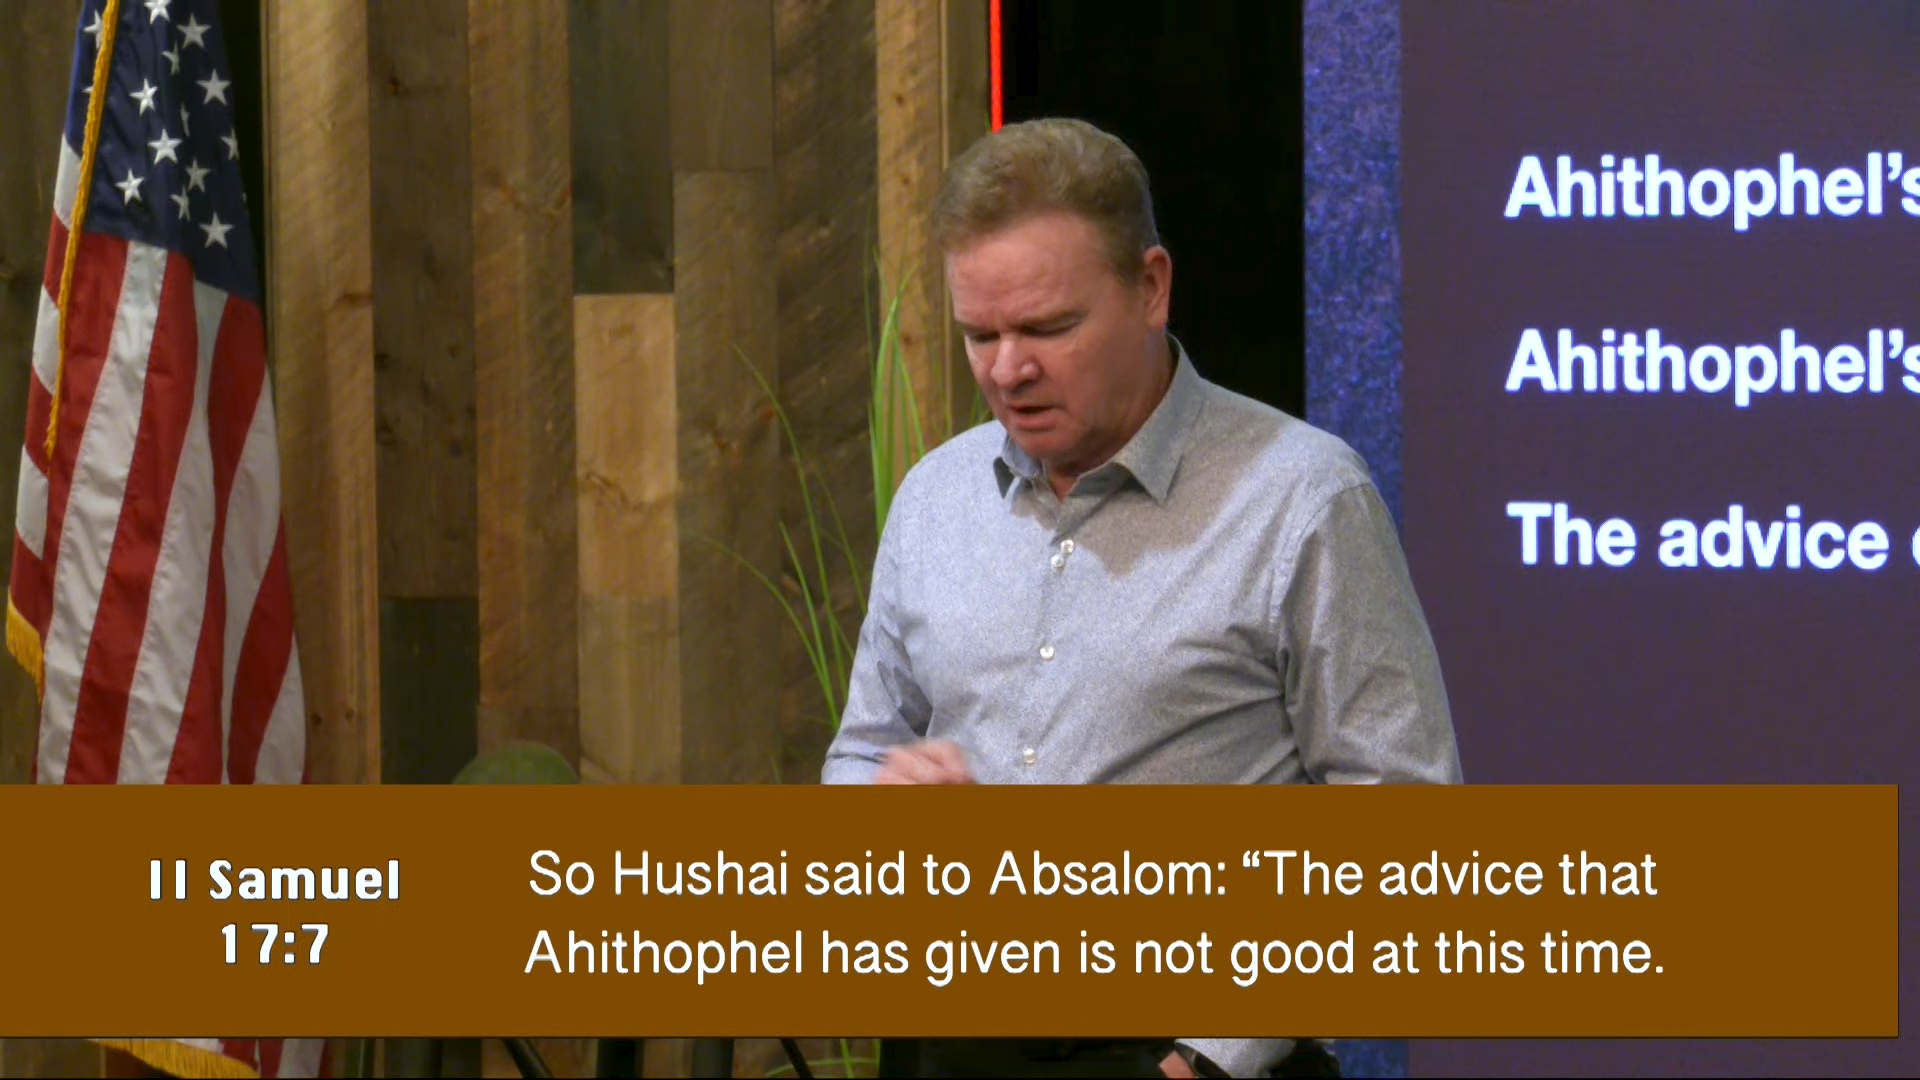 Ahithophel's
Ahithophel's
The advice
II Samuel
17:7
So Hushai said to Absalom: “The advice that
Ahithophel has given is not good at this time.